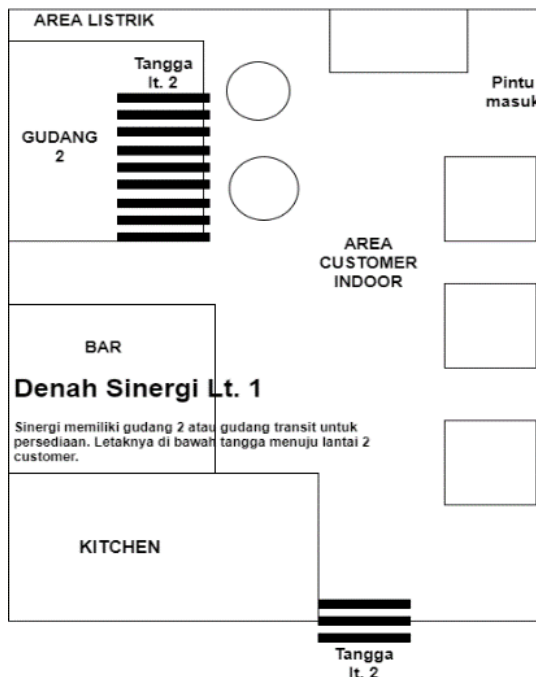 AREA LISTRIK
Tangga
lt. 2
Pintu
masuk
GUDANG
2
AREA
CUSTOMER
INDOOR
BAR
Denah Sinergi Lt. 1
Sinergi memiliki gudang 2 atau gudang transit untuk
persediaan. Letaknya di bawah tangga menuju lantai 2
customer.
KITCHEN
Tangga
lt. 2